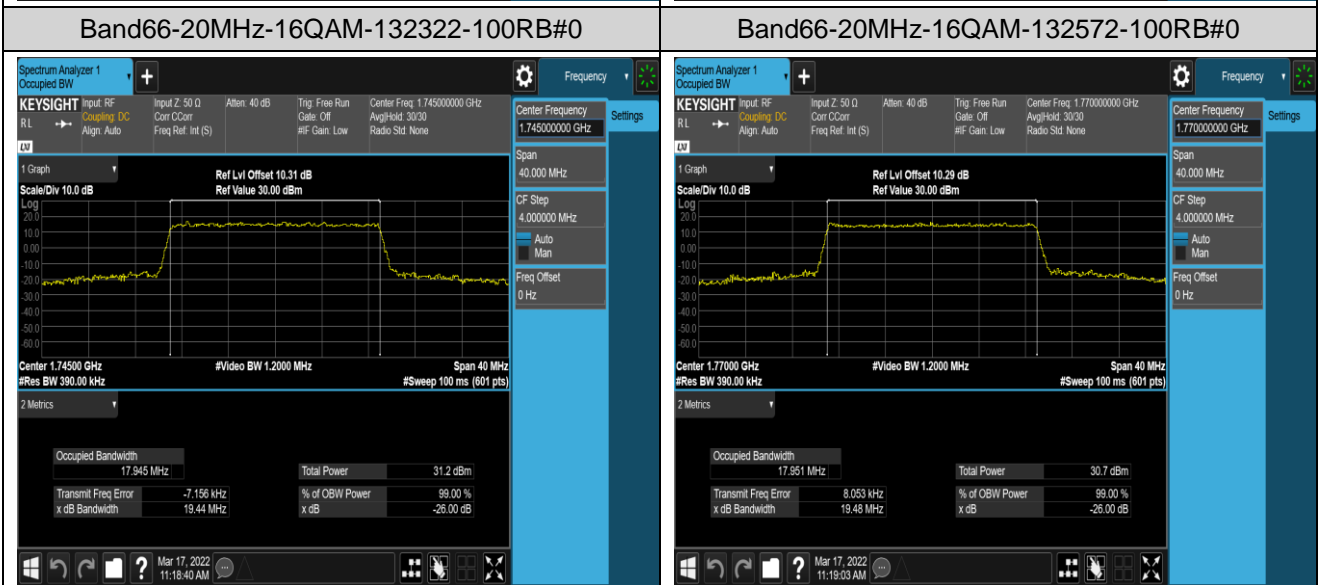 Band66-20MHz-16QAM-132322-100RB#0
Spectrum Analyzer 1
Occupied BW
+
Frequency
KEYSIGHT Input: RF Input Z: 50 Ω Atten: 40 dB Trig: Free Run Center Freq: 1.745000000 GHz
R L Coupling: DC Corr CCorr Gate: Off Avg|Hold: 30/30
Align: Auto Freq Ref: Int (S) #IF Gain: Low Radio Std: None
LXI
Center Frequency
1.745000000 GHz
Settings
Span
40.000 MHz
CF Step
4.000000 MHz
Auto
Man
Freq Offset
0 Hz
1 Graph
Ref Lvl Offset 10.31 dB
Scale/Div 10.0 dB Ref Value 30.00 dBm
Log
20.0
10.0
0.00
-10.0
-20.0
-30.0
-40.0
-50.0
-60.0
Center 1.74500 GHz #Video BW 1.2000 MHz Span 40 MHz
#Res BW 390.00 kHz #Sweep 100 ms (601 pts)
2 Metrics
Occupied Bandwidth
17.945 MHz Total Power 31.2 dBm
Transmit Freq Error -7.156 kHz % of OBW Power 99.00 %
x dB Bandwidth 19.44 MHz x dB -26.00 dB
? Mar 17, 2022
11:18:40 AM
Band66-20MHz-16QAM-132572-100RB#0
Spectrum Analyzer 1
Occupied BW
+
Frequency
KEYSIGHT Input: RF Input Z: 50 Ω Atten: 40 dB Trig: Free Run Center Freq: 1.770000000 GHz
R L Coupling: DC Corr CCorr Gate: Off Avg|Hold: 30/30
Align: Auto Freq Ref: Int (S) #IF Gain: Low Radio Std: None
LXI
Center Frequency
1.770000000 GHz
Settings
Span
40.000 MHz
CF Step
4.000000 MHz
Auto
Man
Freq Offset
0 Hz
1 Graph
Ref Lvl Offset 10.29 dB
Scale/Div 10.0 dB Ref Value 30.00 dBm
Log
20.0
10.0
0.00
-10.0
-20.0
-30.0
-40.0
-50.0
-60.0
Center 1.77000 GHz #Video BW 1.2000 MHz Span 40 MHz
#Res BW 390.00 kHz #Sweep 100 ms (601 pts)
2 Metrics
Occupied Bandwidth
17.951 MHz Total Power 30.7 dBm
Transmit Freq Error 8.053 kHz % of OBW Power 99.00 %
x dB Bandwidth 19.48 MHz x dB -26.00 dB
? Mar 17, 2022
11:19:03 AM